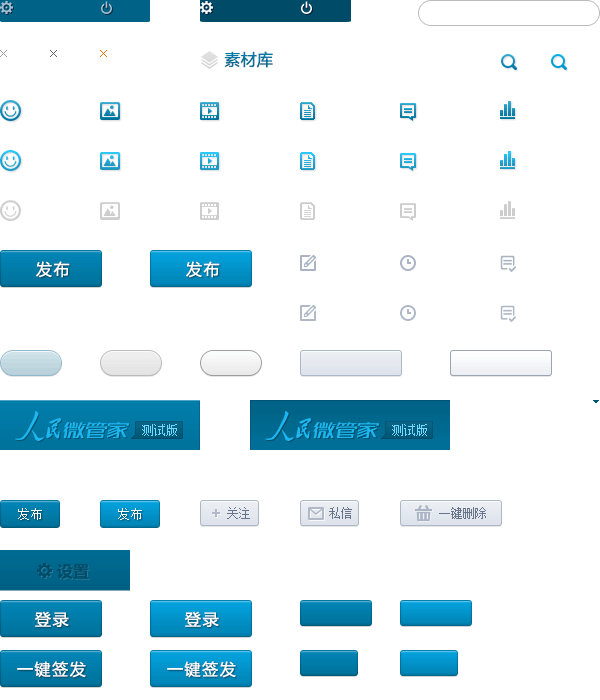 素材库
发布 发布
人民微管家 测试版 人民微管家 测试版
发布 发布 + 关注 私信 一键删除
设置
登录 登录
一键签发 一键签发